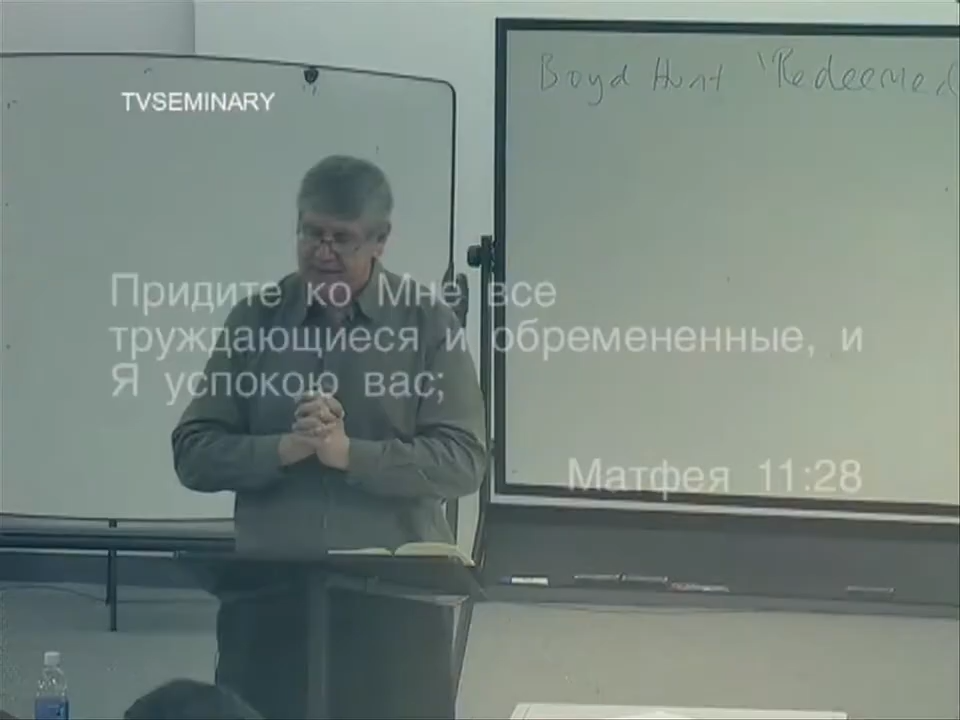 Boyd Hunt 'Redeemed
TVSEMINARY
Придите ко Мне все
труждающиеся и обремененные, и
Я успокою вас;
Матфея 11:28